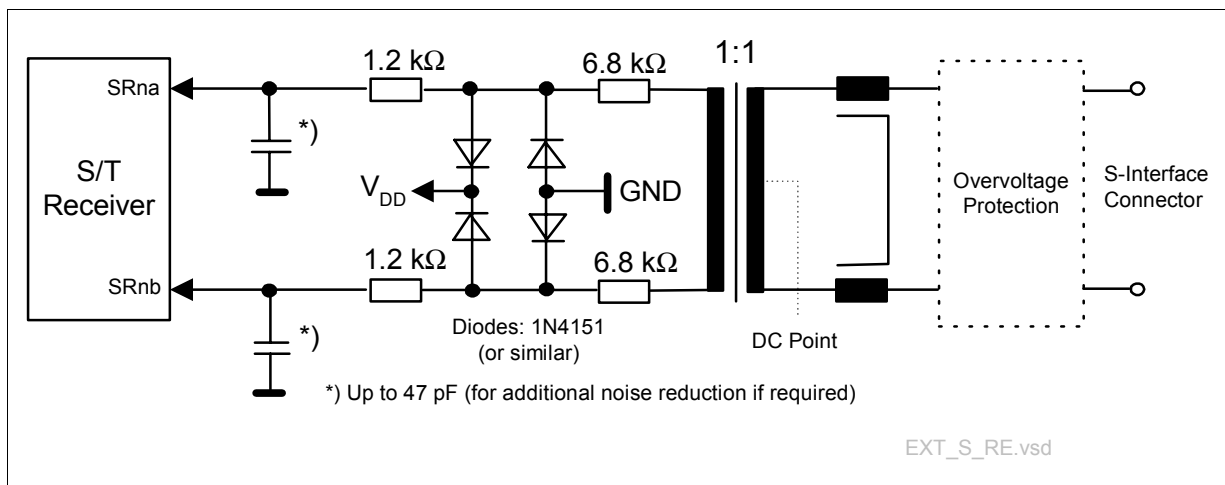 1.2 kΩ
6.8 kΩ
1:1
SRna
*)
S/T
Receiver
V_DD
GND
Overvoltage
Protection
S-Interface
Connector
1.2 kΩ
6.8 kΩ
SRnb
*)
Diodes: 1N4151
(or similar)
DC Point
*) Up to 47 pF (for additional noise reduction if required)
EXT_S_RE.vsd